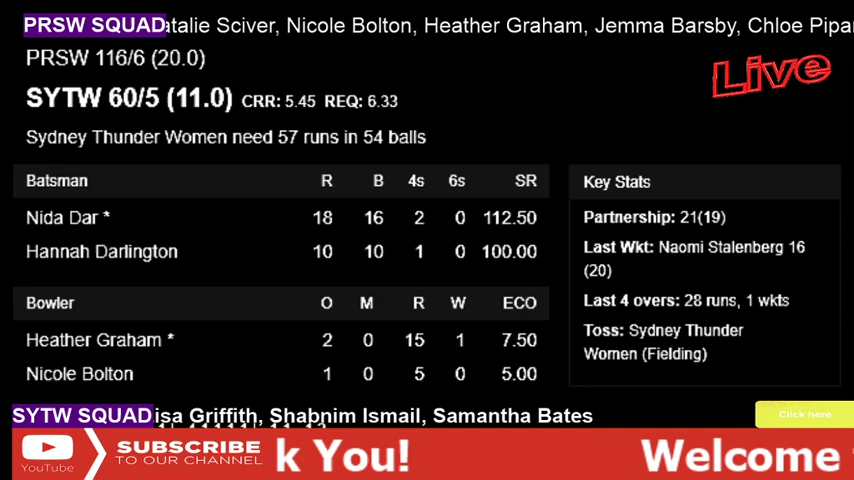 PRSW SQUAD atalie Sciver, Nicole Bolton, Heather Graham, Jemma Barsby, Chloe Pipar
PRSW 116/6 (20.0)
Live
SYTW 60/5 (11.0) CRR: 5.45 REQ: 6.33
Sydney Thunder Women need 57 runs in 54 balls
Batsman R B 4s 6s SR
Nida Dar * 18 16 2 0 112.50
Hannah Darlington 10 10 1 0 100.00
Bowler O M R W ECO
Heather Graham * 2 0 15 1 7.50
Nicole Bolton 1 0 5 0 5.00
Key Stats
Partnership: 21(19)
Last Wkt: Naomi Stalenberg 16
(20)
Last 4 overs: 28 runs, 1 wkts
Toss: Sydney Thunder
Women (Fielding)
SYTW SQUAD isa Griffith, Shabnim Ismail, Samantha Bates
Click here
YouTube
SUBSCRIBE
TO OUR CHANNEL
k You! Welcome